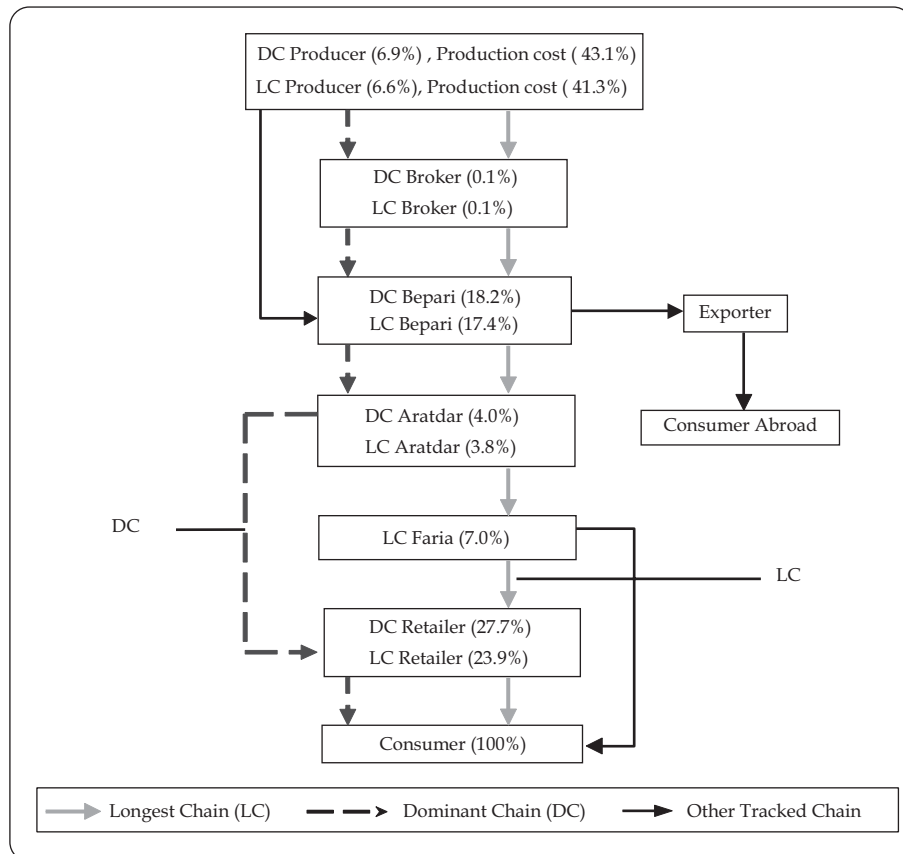 DC Producer (6.9%) , Production cost ( 43.1%)
LC Producer (6.6%), Production cost ( 41.3%)
DC Broker (0.1%)
LC Broker (0.1%)
DC Bepari (18.2%)
LC Bepari (17.4%)
Exporter
DC Aratdar (4.0%)
LC Aratdar (3.8%)
Consumer Abroad
DC
LC Faria (7.0%)
LC
DC Retailer (27.7%)
LC Retailer (23.9%)
Consumer (100%)
Longest Chain (LC)
Dominant Chain (DC)
Other Tracked Chain